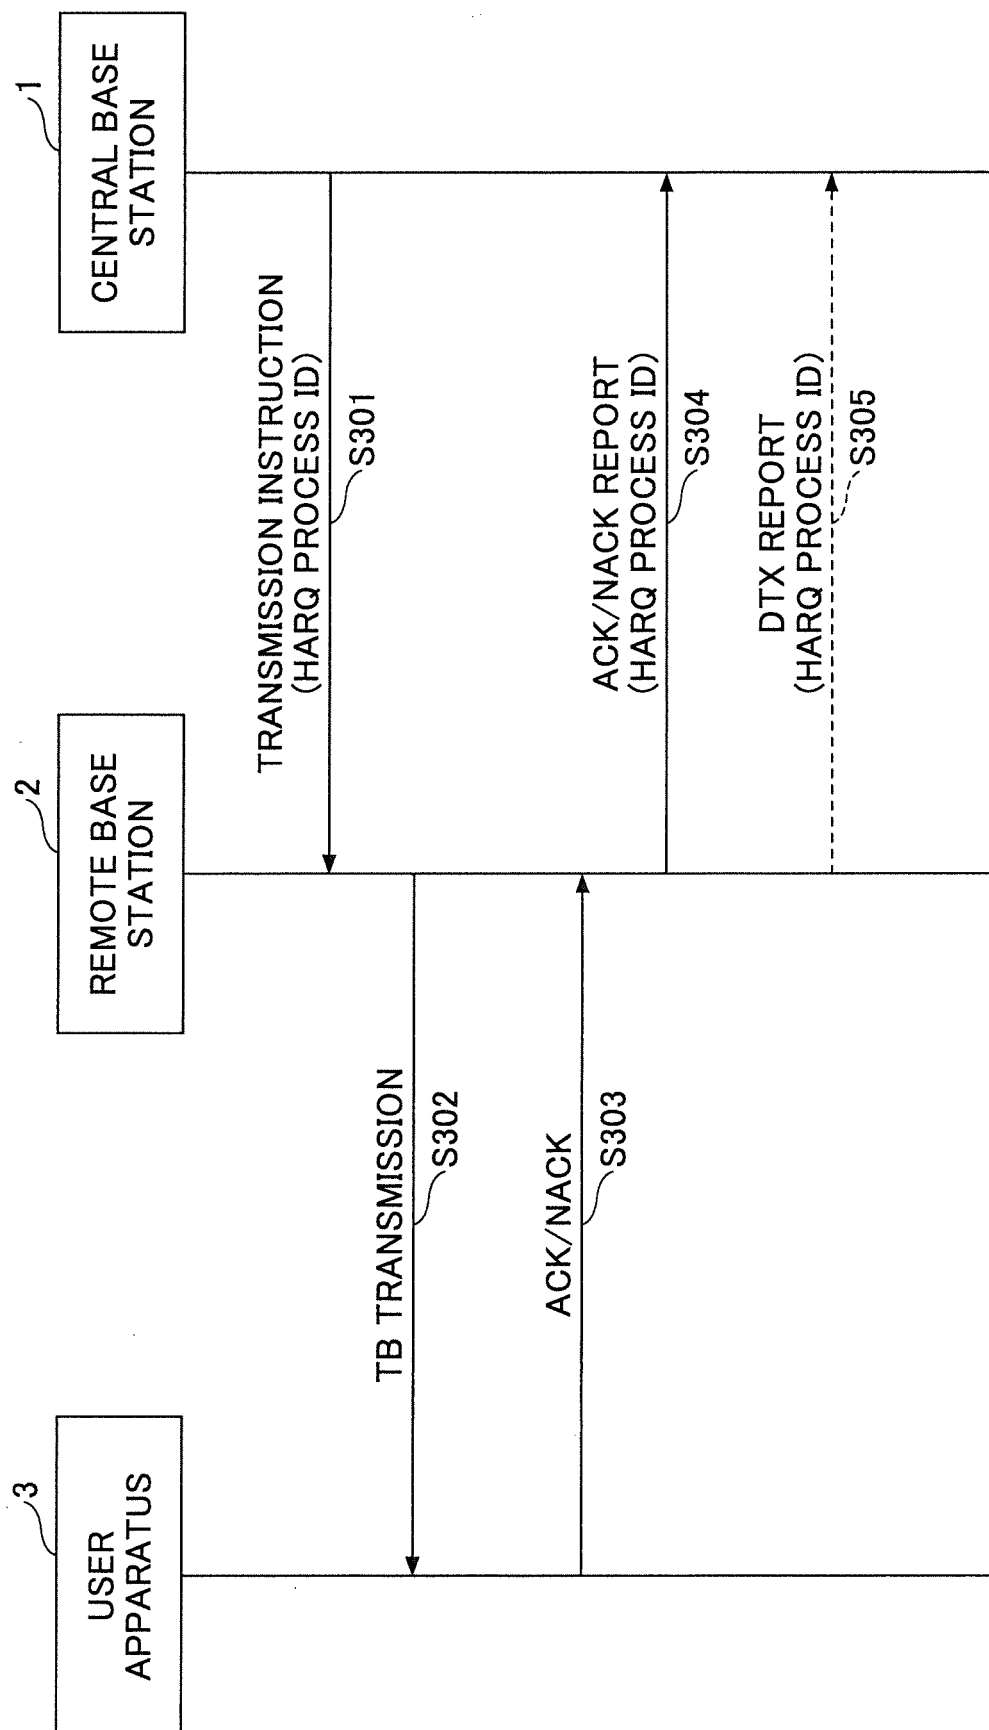 3
USER
APPARATUS
2
REMOTE BASE
STATION
1
CENTRAL BASE
STATION
TRANSMISSION INSTRUCTION
(HARQ PROCESS ID)
S301
TB TRANSMISSION
S302
ACK/NACK
S303
ACK/NACK REPORT
(HARQ PROCESS ID)
S304
DTX REPORT
(HARQ PROCESS ID)
S305